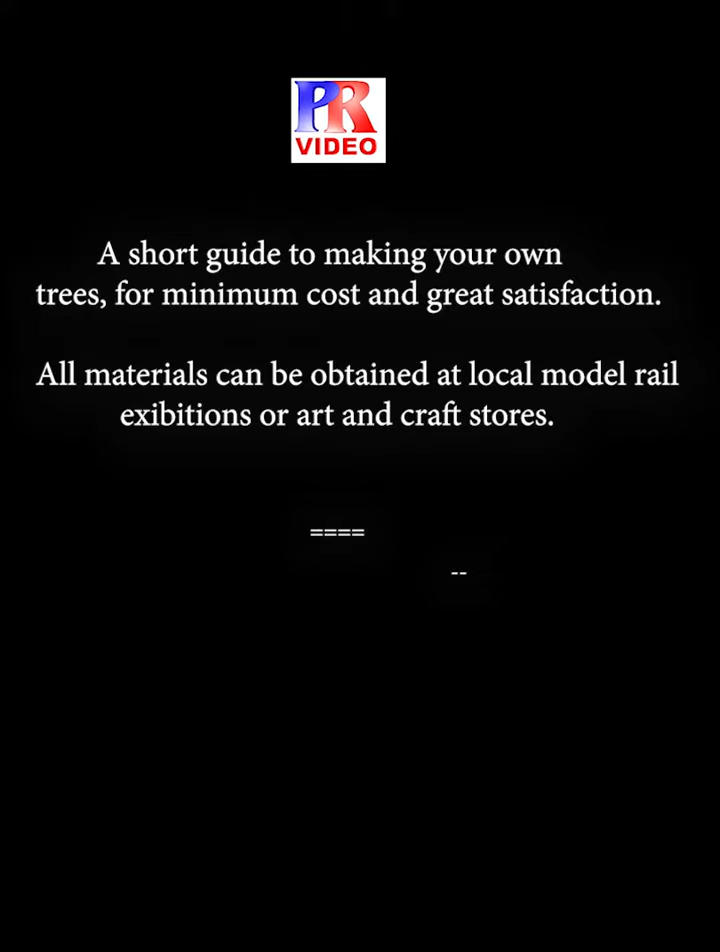 PR
VIDEO
A short guide to making your own
trees, for minimum cost and great satisfaction.
All materials can be obtained at local model rail
exibitions or art and craft stores.
====
--